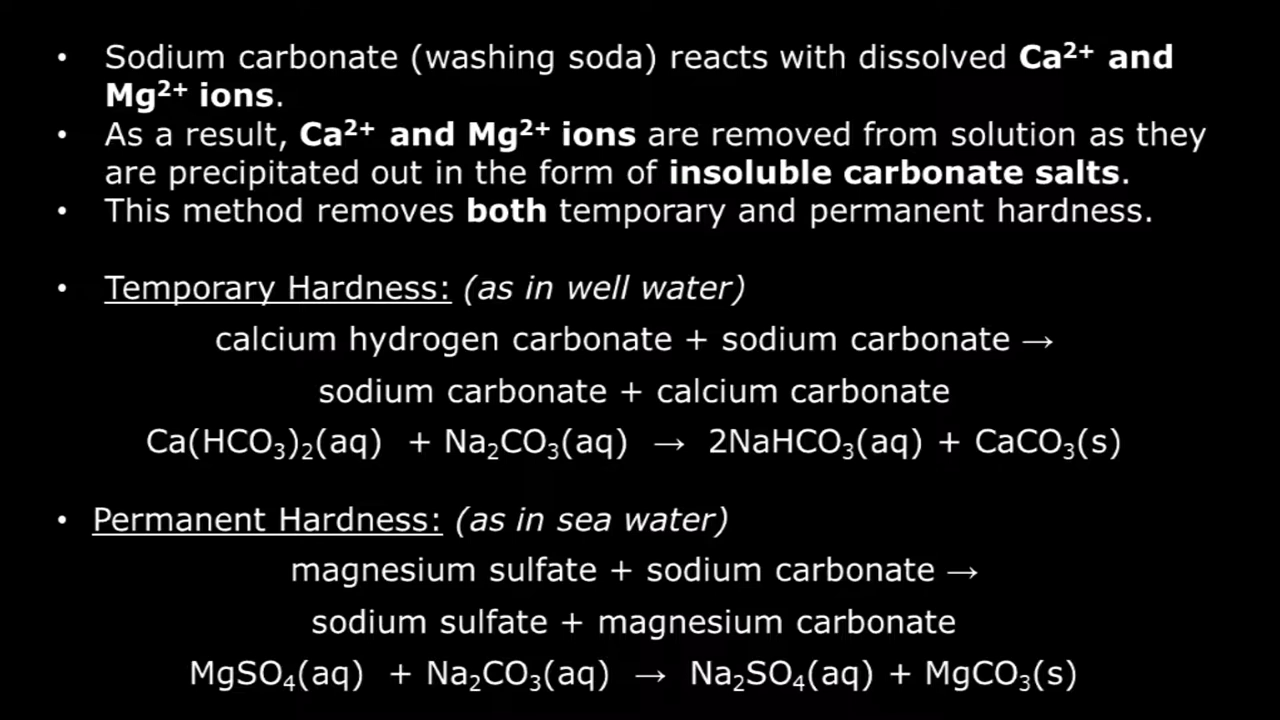 • Sodium carbonate (washing soda) reacts with dissolved Ca²⁺ and
Mg²⁺ ions.
• As a result, Ca²⁺ and Mg²⁺ ions are removed from solution as they
are precipitated out in the form of insoluble carbonate salts.
• This method removes both temporary and permanent hardness.
• Temporary Hardness: (as in well water)
calcium hydrogen carbonate + sodium carbonate →
sodium carbonate + calcium carbonate
Ca(HCO₃)₂(aq) + Na₂CO₃(aq) → 2NaHCO₃(aq) + CaCO₃(s)
• Permanent Hardness: (as in sea water)
magnesium sulfate + sodium carbonate →
sodium sulfate + magnesium carbonate
MgSO₄(aq) + Na₂CO₃(aq) → Na₂SO₄(aq) + MgCO₃(s)